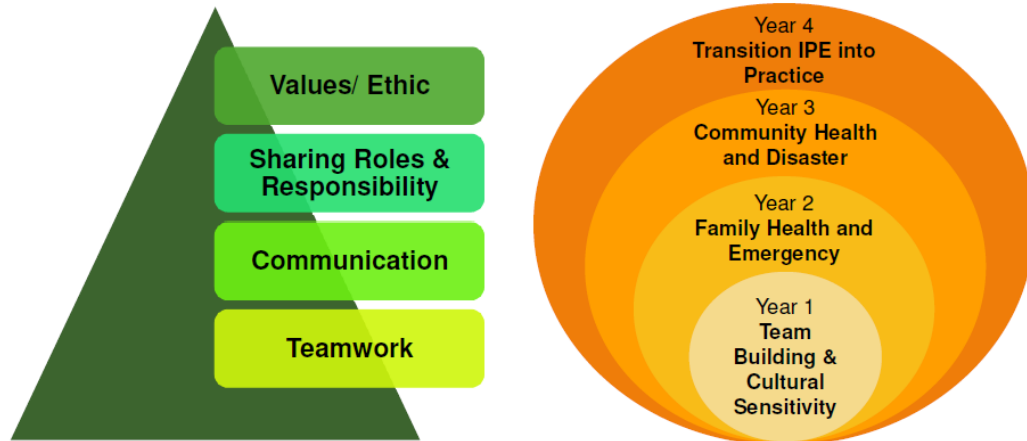 Values/ Ethic
Sharing Roles &
Responsibility
Communication
Teamwork
Year 4
Transition IPE into
Practice
Year 3
Community Health
and Disaster
Year 2
Family Health and
Emergency
Year 1
Team
Building &
Cultural
Sensitivity